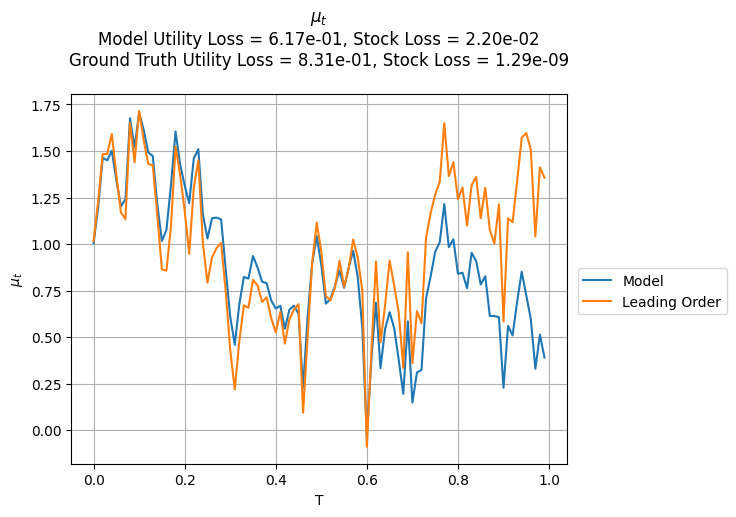 μt
Model Utility Loss = 6.17e-01, Stock Loss = 2.20e-02
Ground Truth Utility Loss = 8.31e-01, Stock Loss = 1.29e-09
1.75
1.50
1.25
1.00
0.75
0.50
0.25
0.00
μt
0.0 0.2 0.4 0.6 0.8 1.0
T
Model
Leading Order